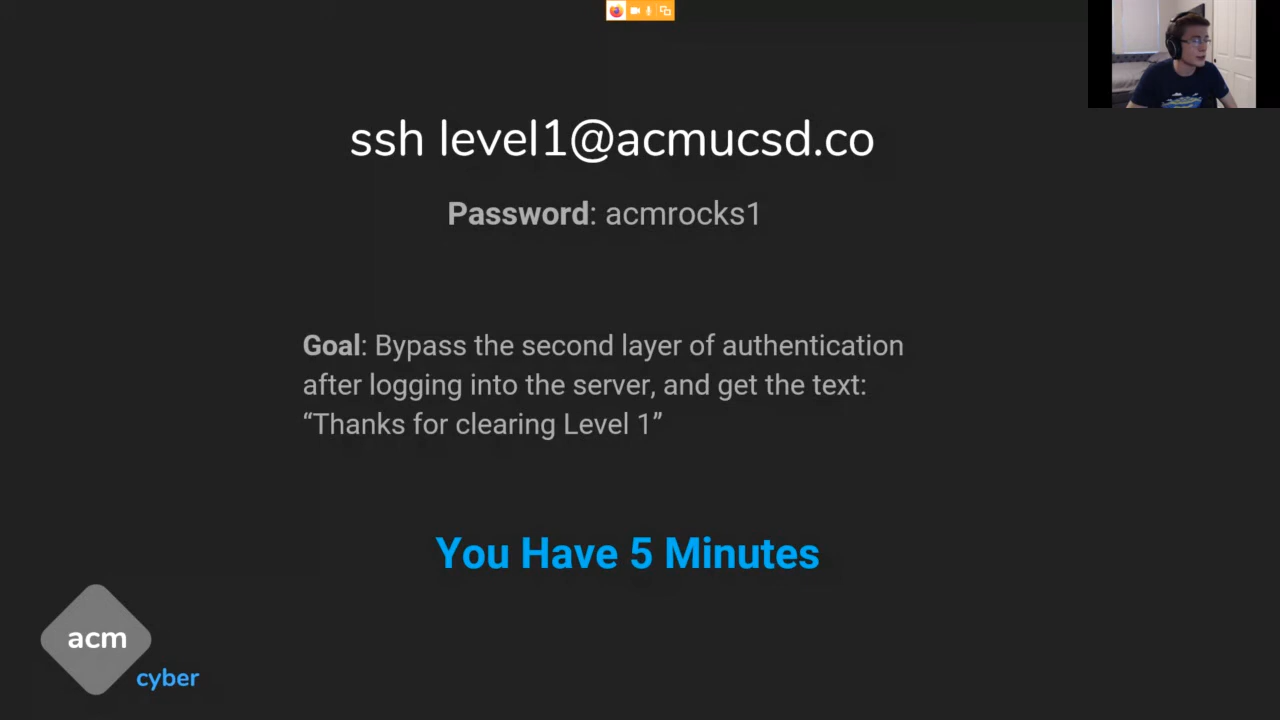 ssh level1@acmucsd.co
Password: acmrocks1
Goal: Bypass the second layer of authentication
after logging into the server, and get the text:
“Thanks for clearing Level 1”
You Have 5 Minutes
acm
cyber